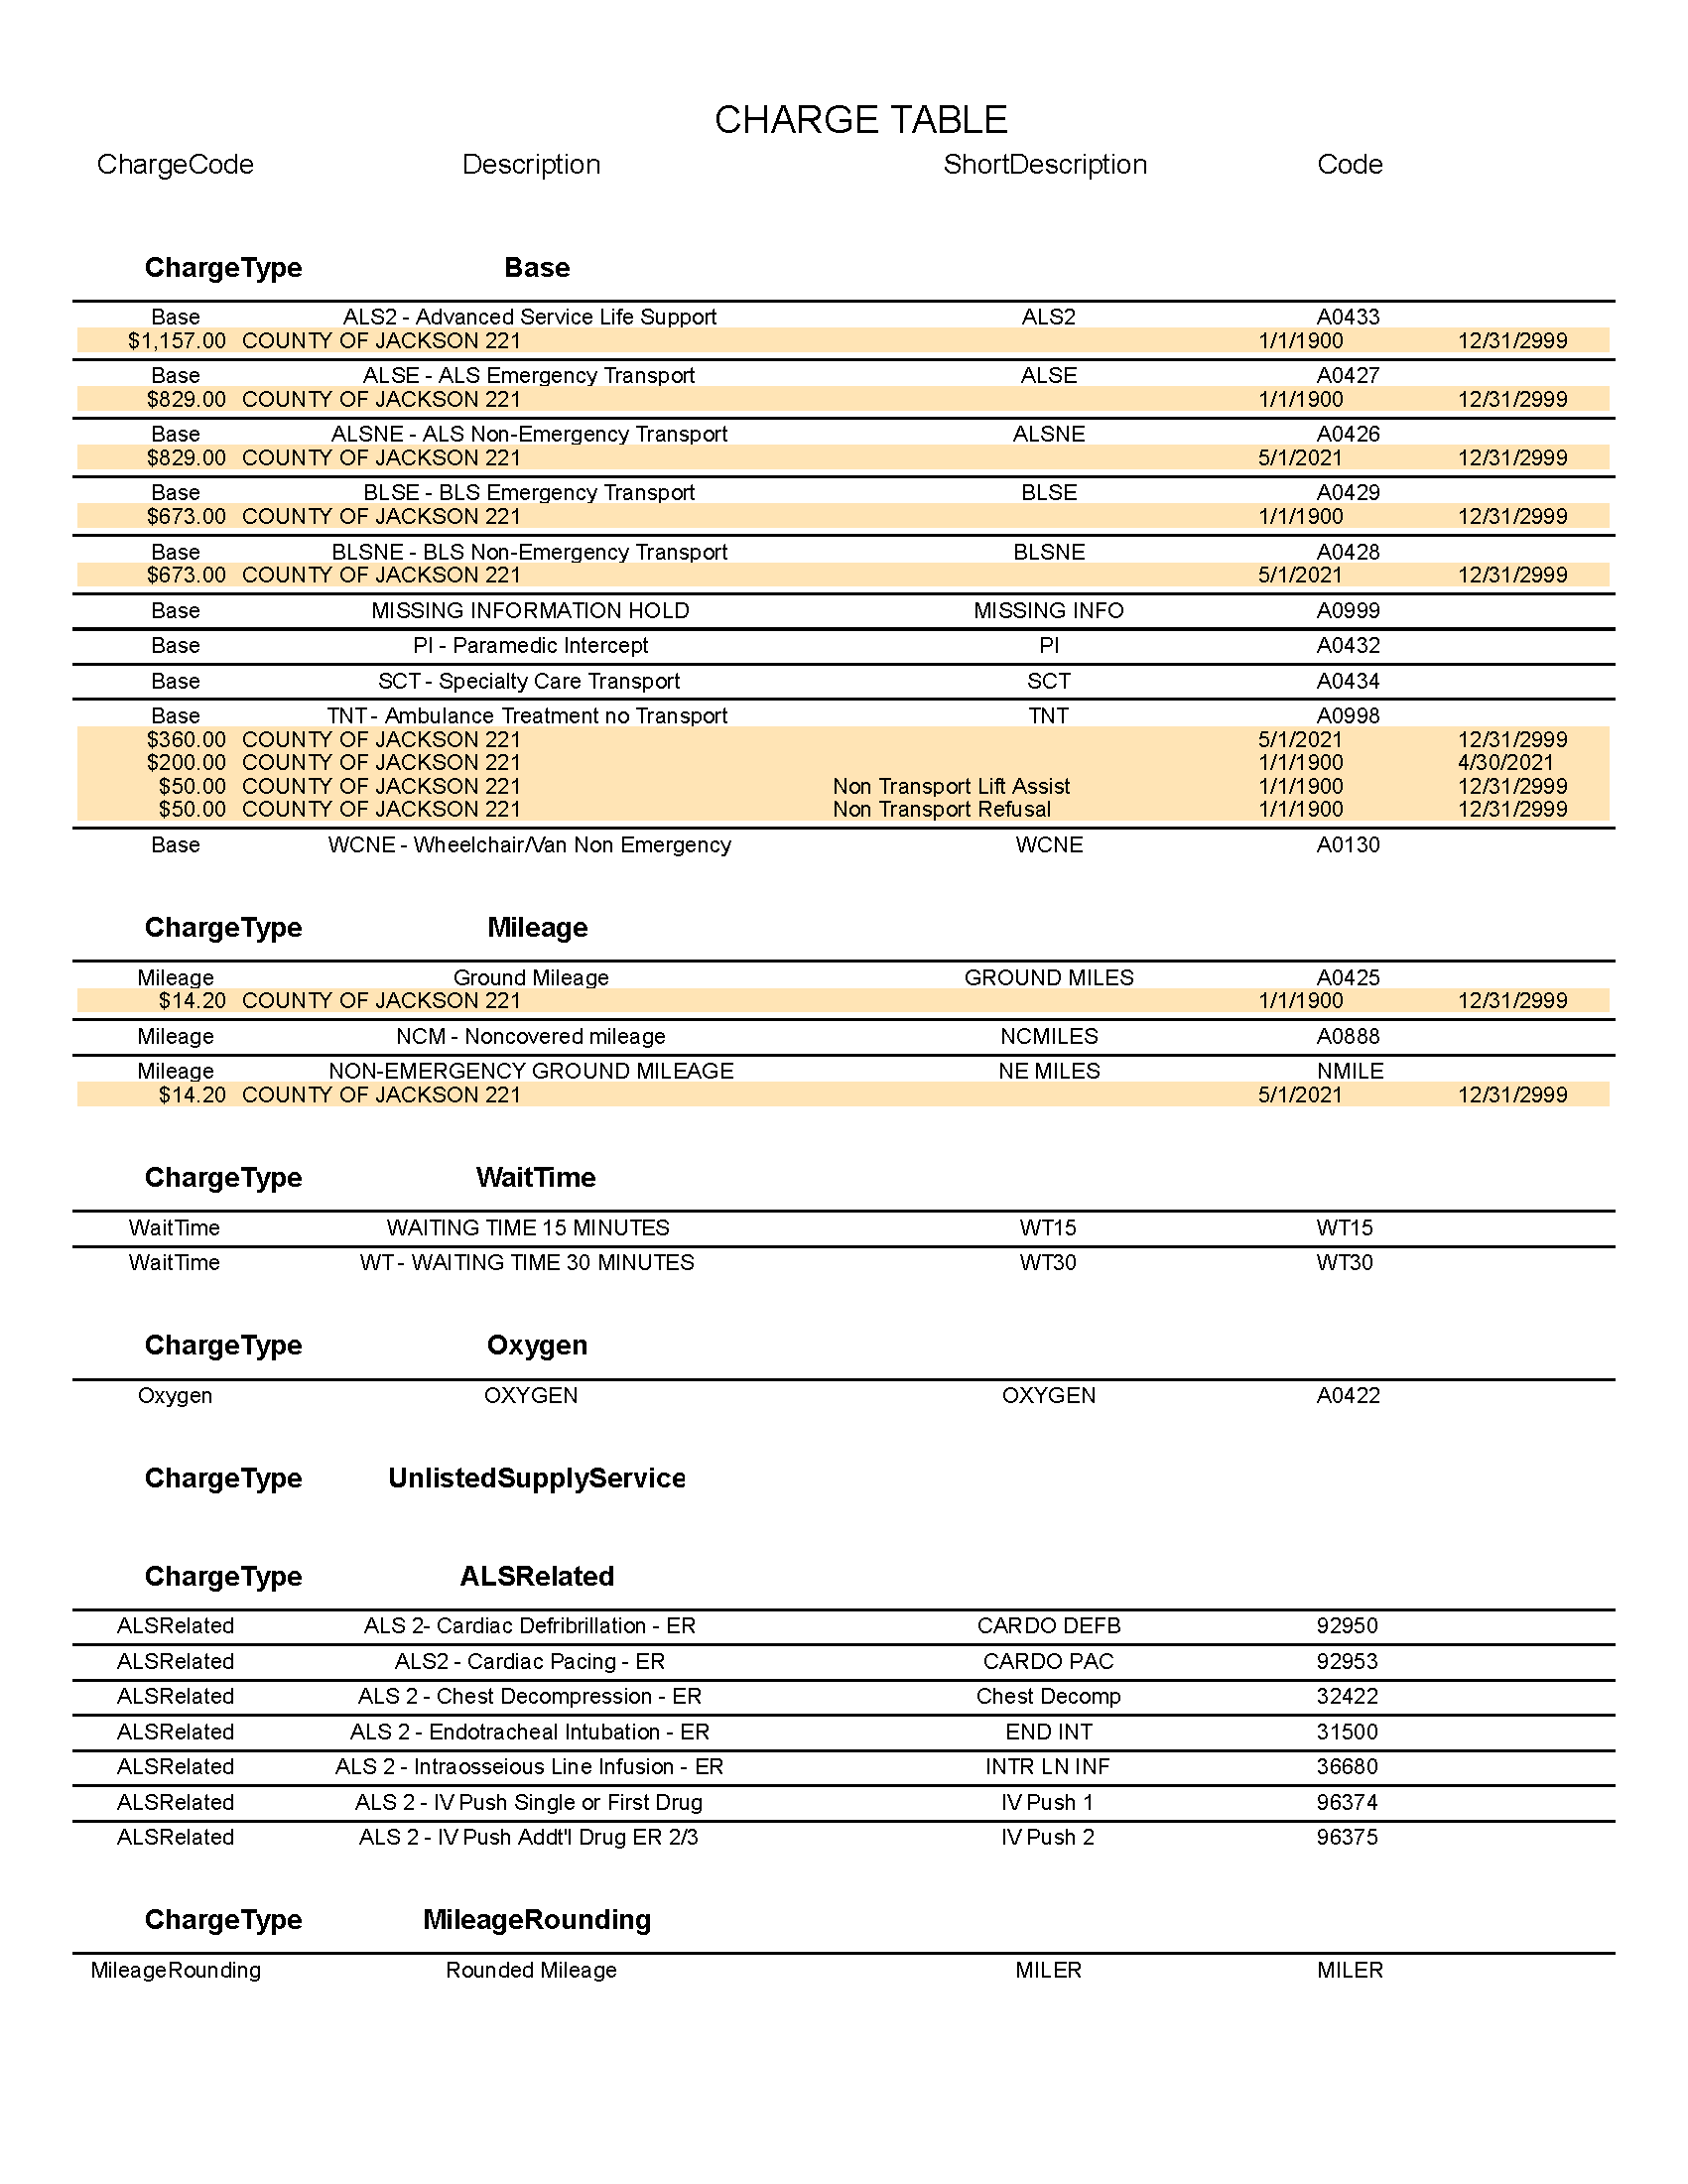 CHARGE TABLE
ChargeCode Description ShortDescription Code
ChargeType Base
Base ALS2 - Advanced Service Life Support ALS2 A0433
$1,157.00 COUNTY OF JACKSON 221 1/1/1900 12/31/2999
Base ALSE - ALS Emergency Transport ALSE A0427
$829.00 COUNTY OF JACKSON 221 1/1/1900 12/31/2999
Base ALSNE - ALS Non-Emergency Transport ALSNE A0426
$829.00 COUNTY OF JACKSON 221 5/1/2021 12/31/2999
Base BLSE - BLS Emergency Transport BLSE A0429
$673.00 COUNTY OF JACKSON 221 1/1/1900 12/31/2999
Base BLSNE - BLS Non-Emergency Transport BLSNE A0428
$673.00 COUNTY OF JACKSON 221 5/1/2021 12/31/2999
Base MISSING INFORMATION HOLD MISSING INFO A0999
Base PI - Paramedic Intercept PI A0432
Base SCT - Specialty Care Transport SCT A0434
Base TNT - Ambulance Treatment no Transport TNT A0998
$360.00 COUNTY OF JACKSON 221 5/1/2021 12/31/2999
$200.00 COUNTY OF JACKSON 221 1/1/1900 4/30/2021
$50.00 COUNTY OF JACKSON 221 Non Transport Lift Assist 1/1/1900 12/31/2999
$50.00 COUNTY OF JACKSON 221 Non Transport Refusal 1/1/1900 12/31/2999
Base WCNE - Wheelchair/Van Non Emergency WCNE A0130
ChargeType Mileage
Mileage Ground Mileage GROUND MILES A0425
$14.20 COUNTY OF JACKSON 221 1/1/1900 12/31/2999
Mileage NCM - Noncovered mileage NCMILES A0888
Mileage NON-EMERGENCY GROUND MILEAGE NE MILES NMILE
$14.20 COUNTY OF JACKSON 221 5/1/2021 12/31/2999
ChargeType WaitTime
WaitTime WAITING TIME 15 MINUTES WT15 WT15
WaitTime WT - WAITING TIME 30 MINUTES WT30 WT30
ChargeType Oxygen
Oxygen OXYGEN OXYGEN A0422
ChargeType UnlistedSupplyService
ChargeType ALSRelated
ALSRelated ALS 2- Cardiac Defribrillation - ER CARDO DEFB 92950
ALSRelated ALS2 - Cardiac Pacing - ER CARDO PAC 92953
ALSRelated ALS 2 - Chest Decompression - ER Chest Decomp 32422
ALSRelated ALS 2 - Endotracheal Intubation - ER END INT 31500
ALSRelated ALS 2 - Intraosseious Line Infusion - ER INTR LN INF 36680
ALSRelated ALS 2 - IV Push Single or First Drug IV Push 1 96374
ALSRelated ALS 2 - IV Push Addt'l Drug ER 2/3 IV Push 2 96375
ChargeType MileageRounding
MileageRounding Rounded Mileage MILER MILER